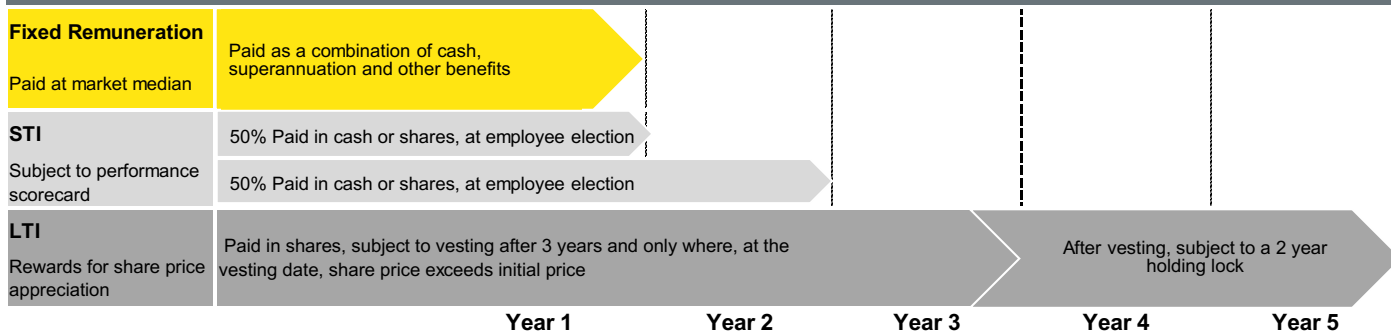 Fixed Remuneration
Paid at market median
Paid as a combination of cash,
superannuation and other benefits
STI
Subject to performance
scorecard
50% Paid in cash or shares, at employee election
50% Paid in cash or shares, at employee election
LTI
Rewards for share price
appreciation
Paid in shares, subject to vesting after 3 years and only where, at the
vesting date, share price exceeds initial price
After vesting, subject to a 2 year
holding lock
Year 1 Year 2 Year 3 Year 4 Year 5